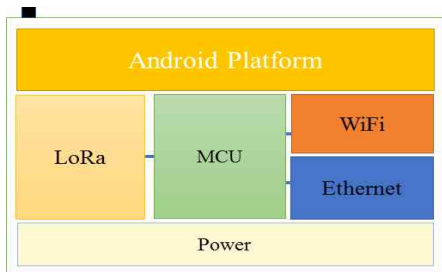 Android Platform
LoRa
MCU
WiFi
Ethernet
Power